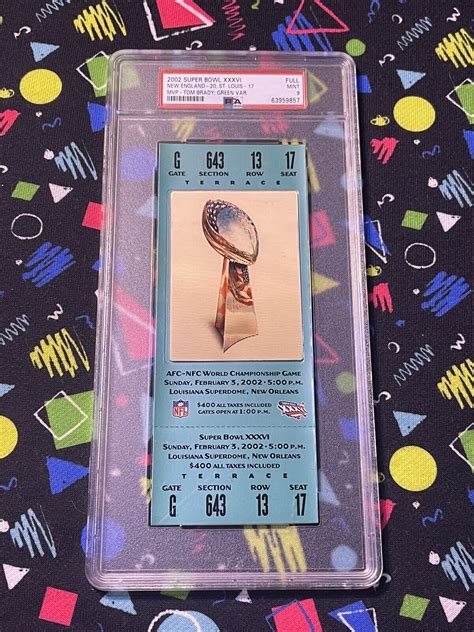 2002 SUPER BOWL XXXVI FULL
NEW ENGLAND - 20, ST. LOUIS - 17 MINT
MVP - TOM BRADY; GREEN VAR. 9
PSA 63959857
G 643 13 17
GATE SECTION ROW SEAT
TERRACE
AFC-NFC WORLD CHAMPIONSHIP GAME
SUNDAY, FEBRUARY 3, 2002 • 5:00 P.M.
LOUISIANA SUPERDOME, NEW ORLEANS
NFL $400 ALL TAXES INCLUDED XXXVI
GATES OPEN AT 1:00 P.M.
SUPER BOWL XXXVI
SUNDAY, FEBRUARY 3, 2002 • 5:00 P.M.
LOUISIANA SUPERDOME, NEW ORLEANS
$400 ALL TAXES INCLUDED
TERRACE
GATE SECTION ROW SEAT
G 643 13 17